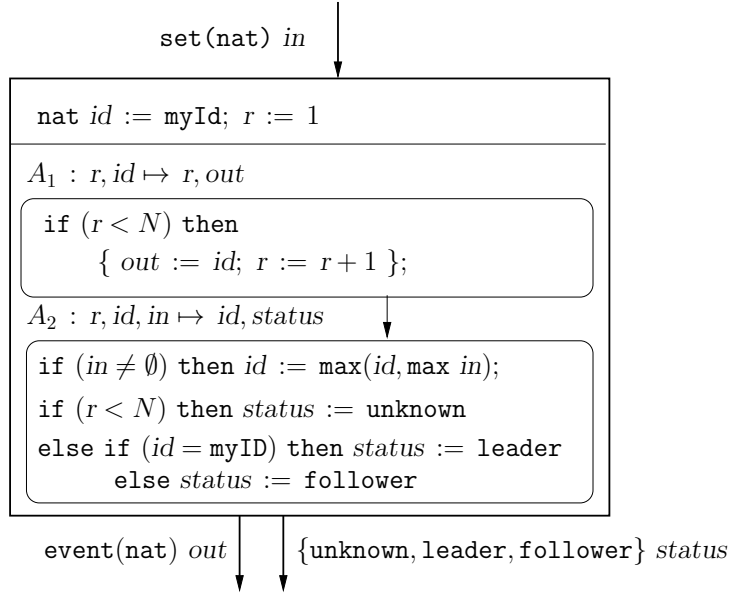 set(nat) in
nat id := myId; r := 1
A₁ : r, id ↦ r, out
if (r < N) then
{ out := id; r := r + 1 };
A₂ : r, id, in ↦ id, status
if (in ≠ ∅) then id := max(id, max in);
if (r < N) then status := unknown
else if (id = myID) then status := leader
else status := follower
event(nat) out
{unknown, leader, follower} status